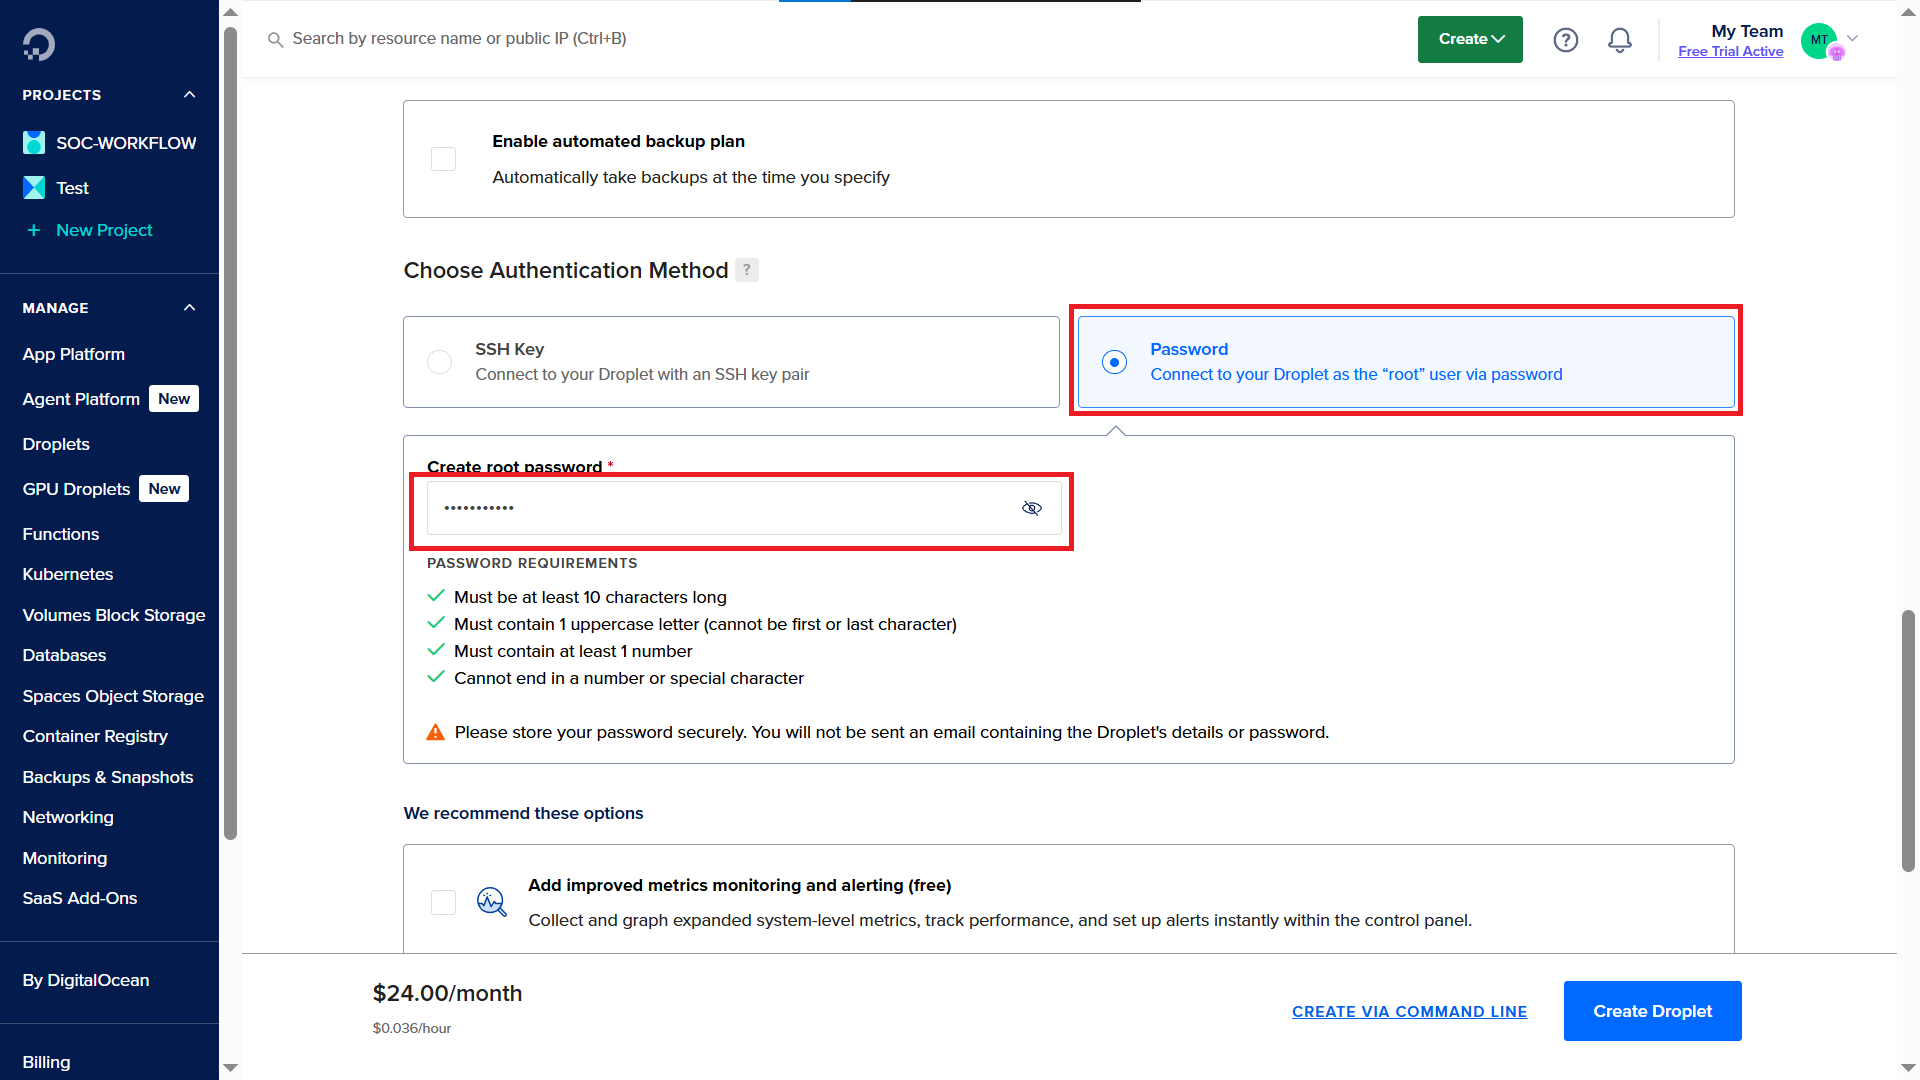 Search by resource name or public IP (Ctrl+B)
Create
?
My Team
Free Trial Active
MT
PROJECTS
SOC-WORKFLOW
Test
+ New Project
MANAGE
App Platform
Agent Platform New
Droplets
GPU Droplets New
Functions
Kubernetes
Volumes Block Storage
Databases
Spaces Object Storage
Container Registry
Backups & Snapshots
Networking
Monitoring
SaaS Add-Ons
By DigitalOcean
Billing
Enable automated backup plan
Automatically take backups at the time you specify
Choose Authentication Method ?
SSH Key
Connect to your Droplet with an SSH key pair
Password
Connect to your Droplet as the “root” user via password
Create root password *
•••••••••••
PASSWORD REQUIREMENTS
Must be at least 10 characters long
Must contain 1 uppercase letter (cannot be first or last character)
Must contain at least 1 number
Cannot end in a number or special character
Please store your password securely. You will not be sent an email containing the Droplet's details or password.
We recommend these options
Add improved metrics monitoring and alerting (free)
Collect and graph expanded system-level metrics, track performance, and set up alerts instantly within the control panel.
$24.00/month
$0.036/hour
CREATE VIA COMMAND LINE
Create Droplet